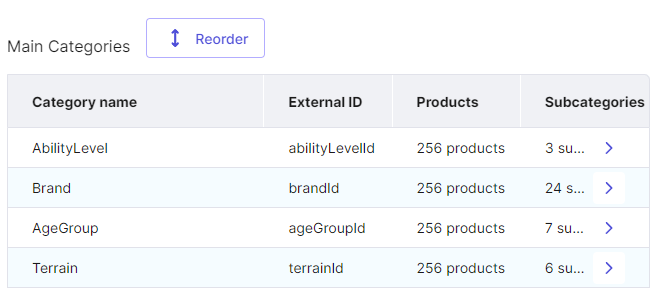 Main Categories Reorder
Category name External ID Products Subcategories
AbilityLevel abilityLevelId 256 products 3 su...
Brand brandId 256 products 24 s...
AgeGroup ageGroupId 256 products 7 su...
Terrain terrainId 256 products 6 su...